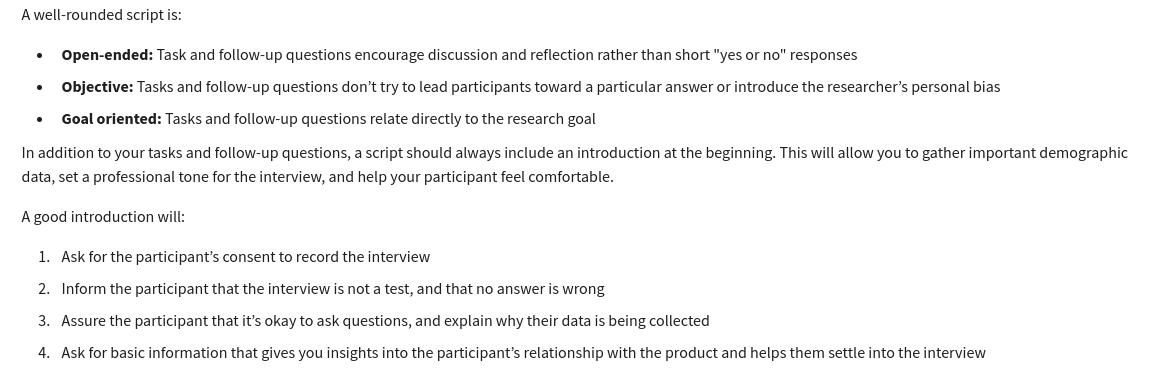 A well-rounded script is:
• Open-ended: Task and follow-up questions encourage discussion and reflection rather than short "yes or no" responses
• Objective: Tasks and follow-up questions don’t try to lead participants toward a particular answer or introduce the researcher’s personal bias
• Goal oriented: Tasks and follow-up questions relate directly to the research goal
In addition to your tasks and follow-up questions, a script should always include an introduction at the beginning. This will allow you to gather important demographic
data, set a professional tone for the interview, and help your participant feel comfortable.
A good introduction will:
1. Ask for the participant’s consent to record the interview
2. Inform the participant that the interview is not a test, and that no answer is wrong
3. Assure the participant that it’s okay to ask questions, and explain why their data is being collected
4. Ask for basic information that gives you insights into the participant’s relationship with the product and helps them settle into the interview